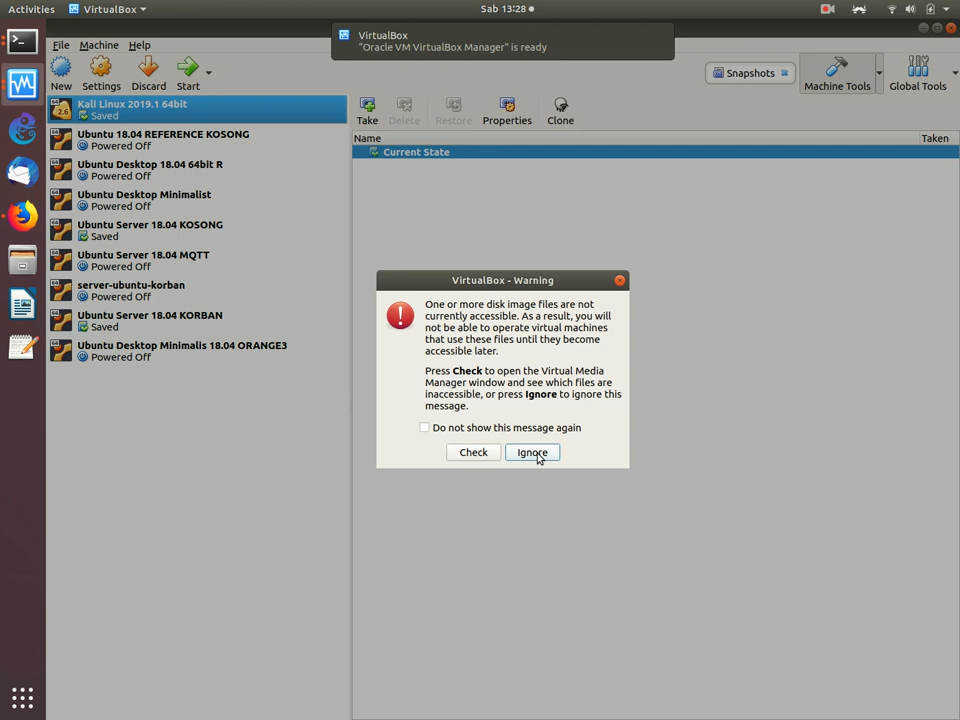 Activities
VirtualBox
Sab 13:28
VirtualBox
"Oracle VM VirtualBox Manager" is ready
File Machine Help
New
Settings
Discard
Start
Snapshots
Machine Tools
Global Tools
Kali Linux 2019.1 64bit
Saved
Ubuntu 18.04 REFERENCE KOSONG
Powered Off
Ubuntu Desktop 18.04 64bit R
Powered Off
Ubuntu Desktop Minimalist
Powered Off
Ubuntu Server 18.04 KOSONG
Saved
Ubuntu Server 18.04 MQTT
Powered Off
server-ubuntu-korban
Powered Off
Ubuntu Server 18.04 KORBAN
Saved
Ubuntu Desktop Minimalis 18.04 ORANGE3
Powered Off
Take
Delete
Restore
Properties
Clone
Name Taken
Current State
VirtualBox - Warning
One or more disk image files are not
currently accessible. As a result, you will
not be able to operate virtual machines
that use these files until they become
accessible later.
Press Check to open the Virtual Media
Manager window and see which files are
inaccessible, or press Ignore to ignore this
message.
Do not show this message again
Check
Ignore